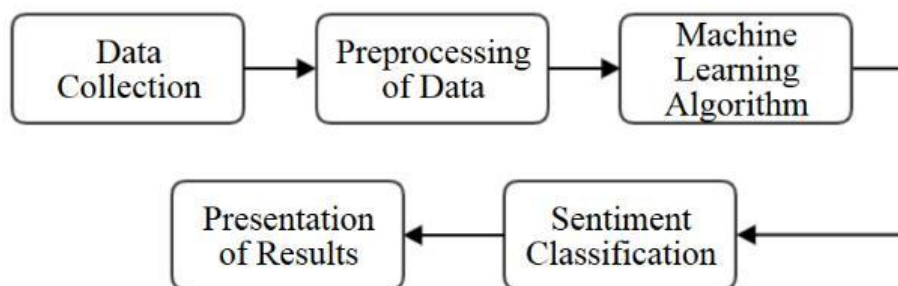 Data
Collection
Preprocessing
of Data
Machine
Learning
Algorithm
Sentiment
Classification
Presentation
of Results